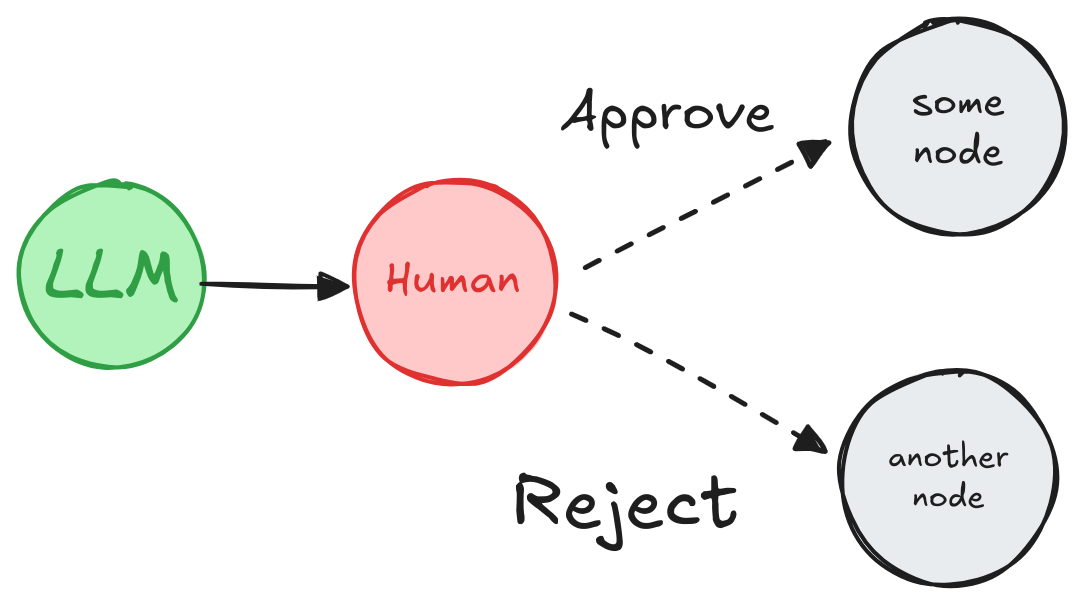 LLM
Human
Approve
some
node
Reject
another
node